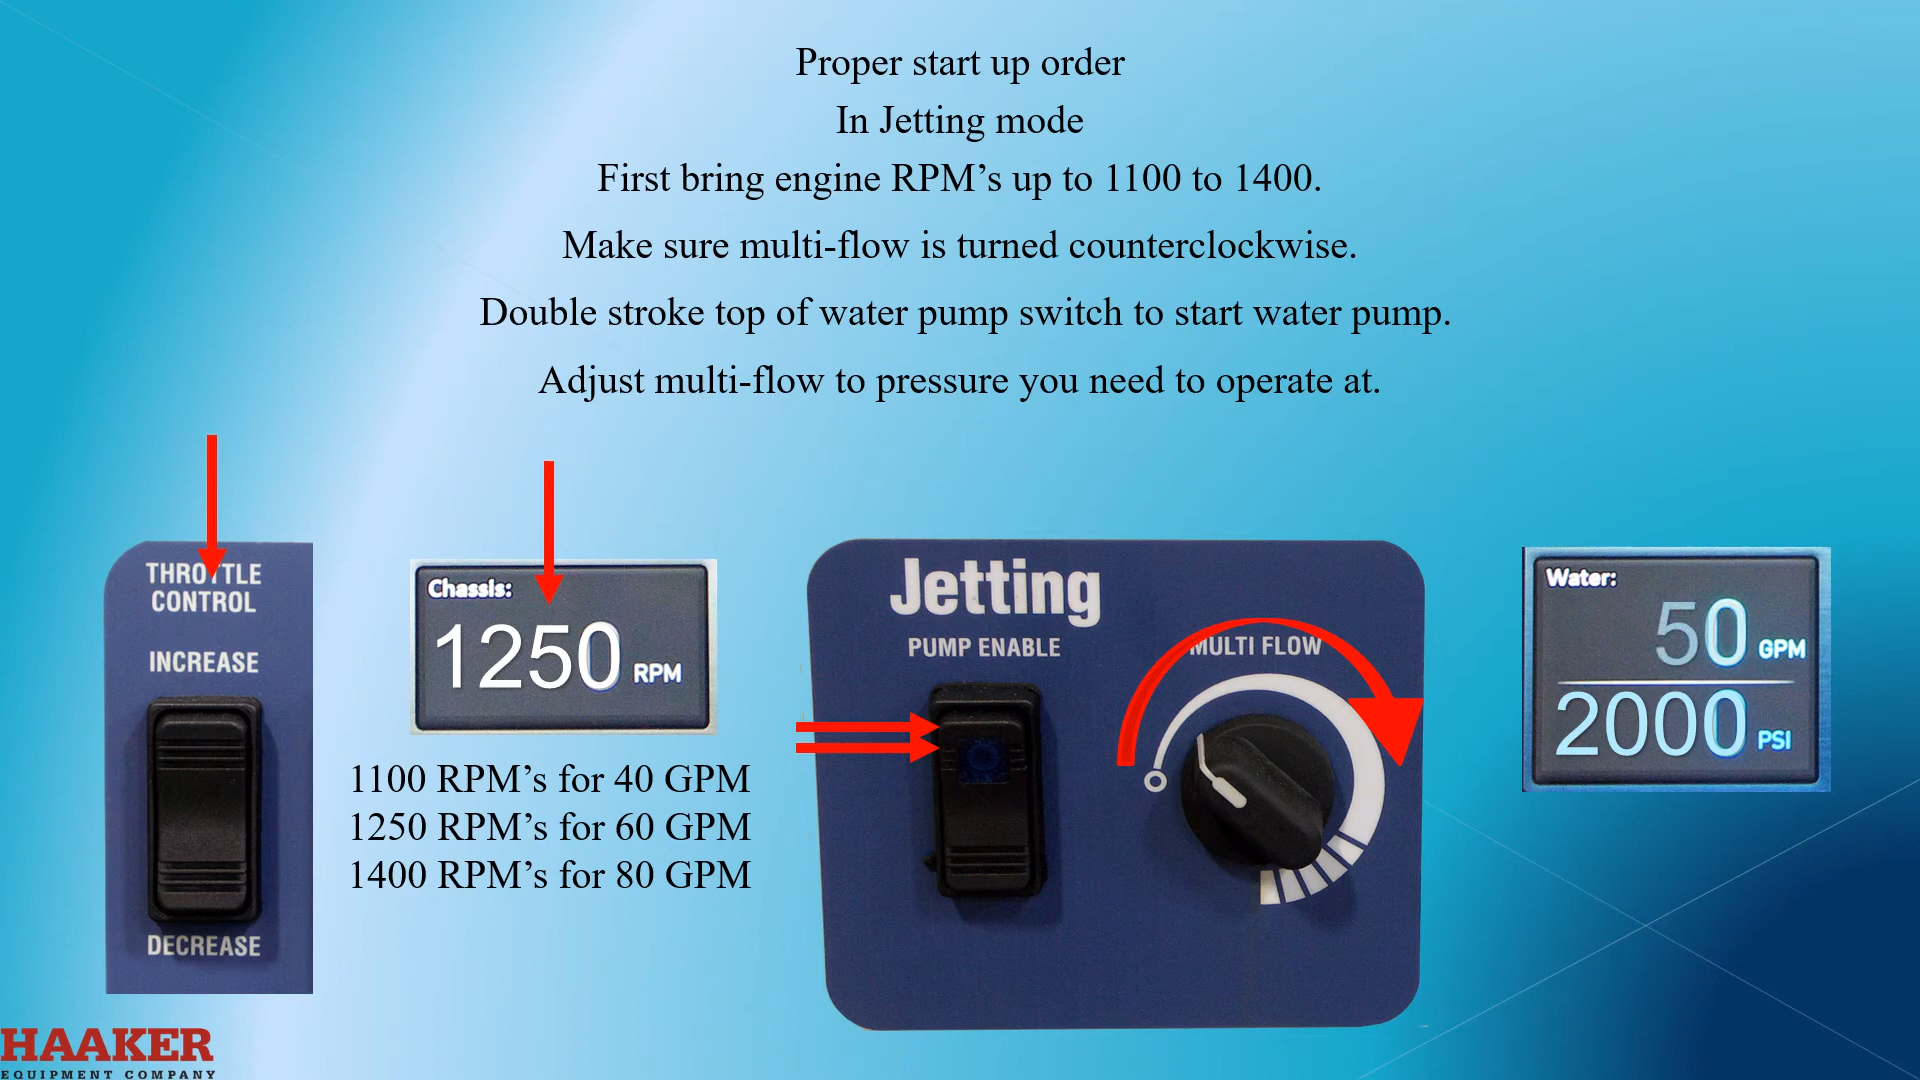 Proper start up order
In Jetting mode
First bring engine RPM’s up to 1100 to 1400.
Make sure multi-flow is turned counterclockwise.
Double stroke top of water pump switch to start water pump.
Adjust multi-flow to pressure you need to operate at.
THROTTLE
CONTROL
INCREASE
DECREASE
Chassis:
1250 RPM
1100 RPM’s for 40 GPM
1250 RPM’s for 60 GPM
1400 RPM’s for 80 GPM
Jetting
PUMP ENABLE
MULTI FLOW
Water:
50 GPM
2000 PSI
HAAKER
EQUIPMENT COMPANY